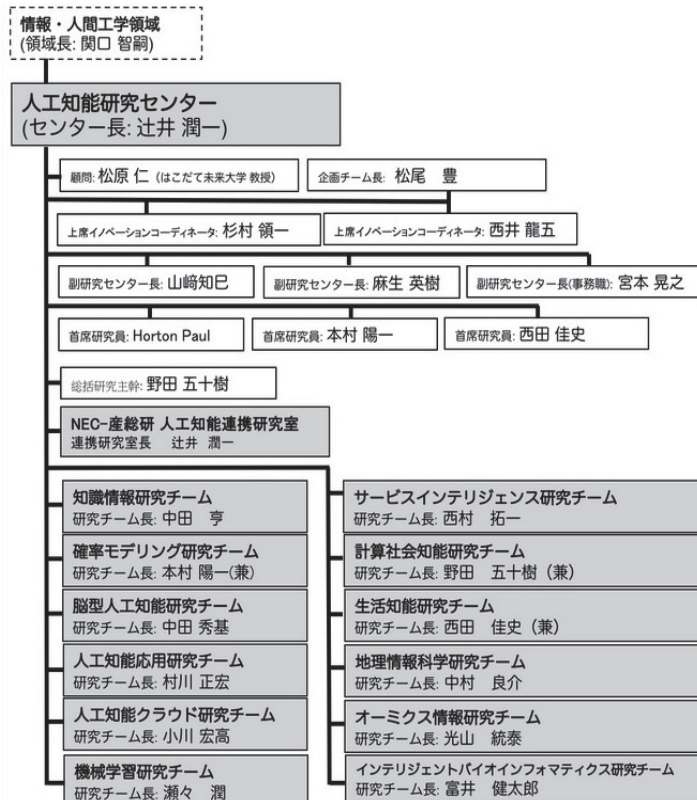 情報・人間工学領域
(領域長: 関口 智嗣)
人工知能研究センター
(センター長: 辻井 潤一)
顧問: 松原 仁 (はこだて未来大学 教授)
企画チーム長: 松尾　豊
上席イノベーションコーディネータ: 杉村 領一
上席イノベーションコーディネータ: 西井 龍五
副研究センター長: 山﨑知巳
副研究センター長: 麻生 英樹
副研究センター長(事務職): 宮本 晃之
首席研究員: Horton Paul
首席研究員: 本村 陽一
首席研究員: 西田 佳史
総括研究主幹: 野田 五十樹
NEC-産総研 人工知能連携研究室
連携研究室長　辻井 潤一
知識情報研究チーム
研究チーム長: 中田　亨
確率モデリング研究チーム
研究チーム長: 本村 陽一(兼)
脳型人工知能研究チーム
研究チーム長: 中田 秀基
人工知能応用研究チーム
研究チーム長: 村川 正宏
人工知能クラウド研究チーム
研究チーム長: 小川 宏高
機械学習研究チーム
研究チーム長: 瀬々　潤
サービスインテリジェンス研究チーム
研究チーム長: 西村　拓一
計算社会知能研究チーム
研究チーム長: 野田　五十樹（兼）
生活知能研究チーム
研究チーム長: 西田　佳史（兼）
地理情報科学研究チーム
研究チーム長: 中村　良介
オーミクス情報研究チーム
研究チーム長: 光山　統泰
インテリジェントバイオインフォマティクス研究チーム
研究チーム長: 富井　健太郎